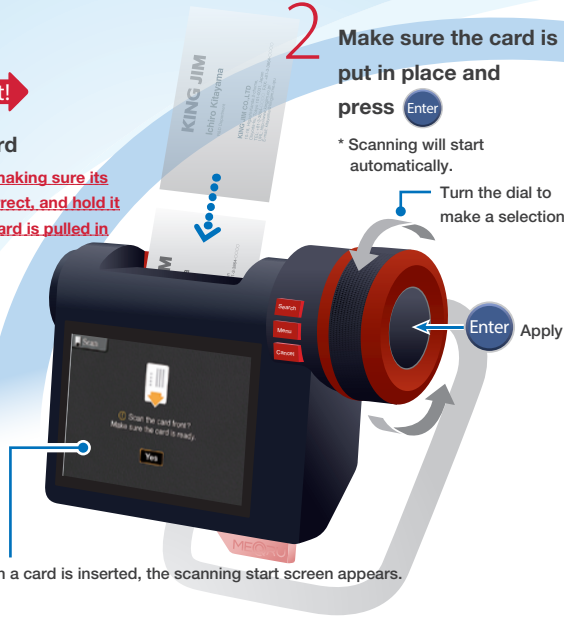 t!
rd
making sure its
rrect, and hold it
ard is pulled in
2
Make sure the card is
put in place and
press Enter
* Scanning will start
automatically.
Turn the dial to
make a selection
KING JIM
Ichiro Kitayama
KING JIM CO.,LTD.
Search
Menu
Cancel
Enter Apply
Scan
Scan the card front?
Make sure the card is ready.
Yes
n a card is inserted, the scanning start screen appears.